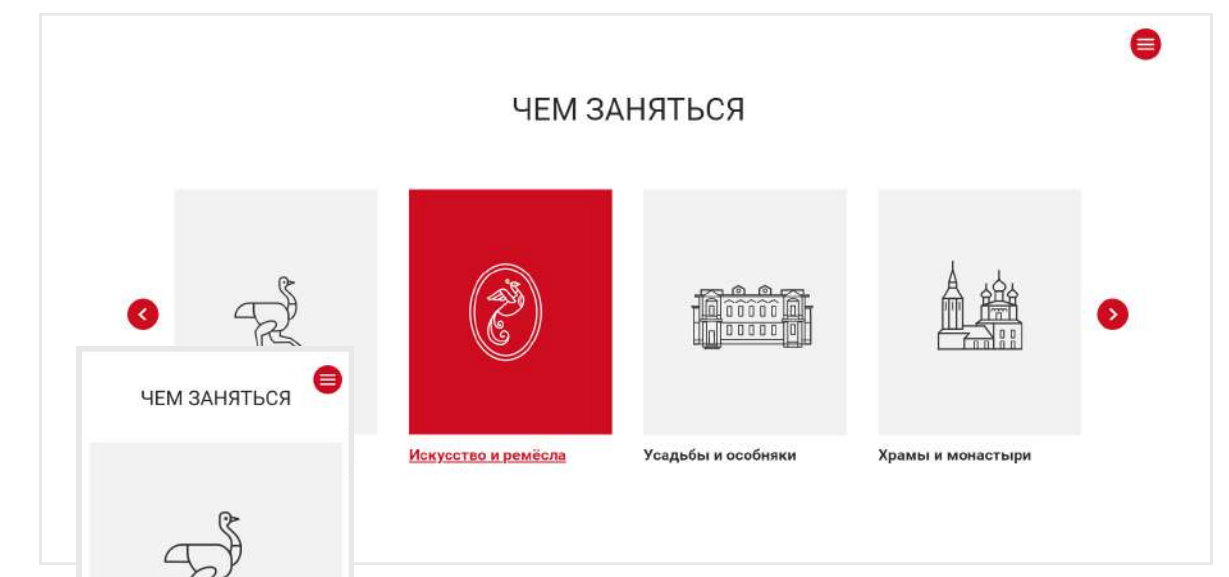 ЧЕМ ЗАНЯТЬСЯ
Искусство и ремёсла
Усадьбы и особняки
Храмы и монастыри
ЧЕМ ЗАНЯТЬСЯ